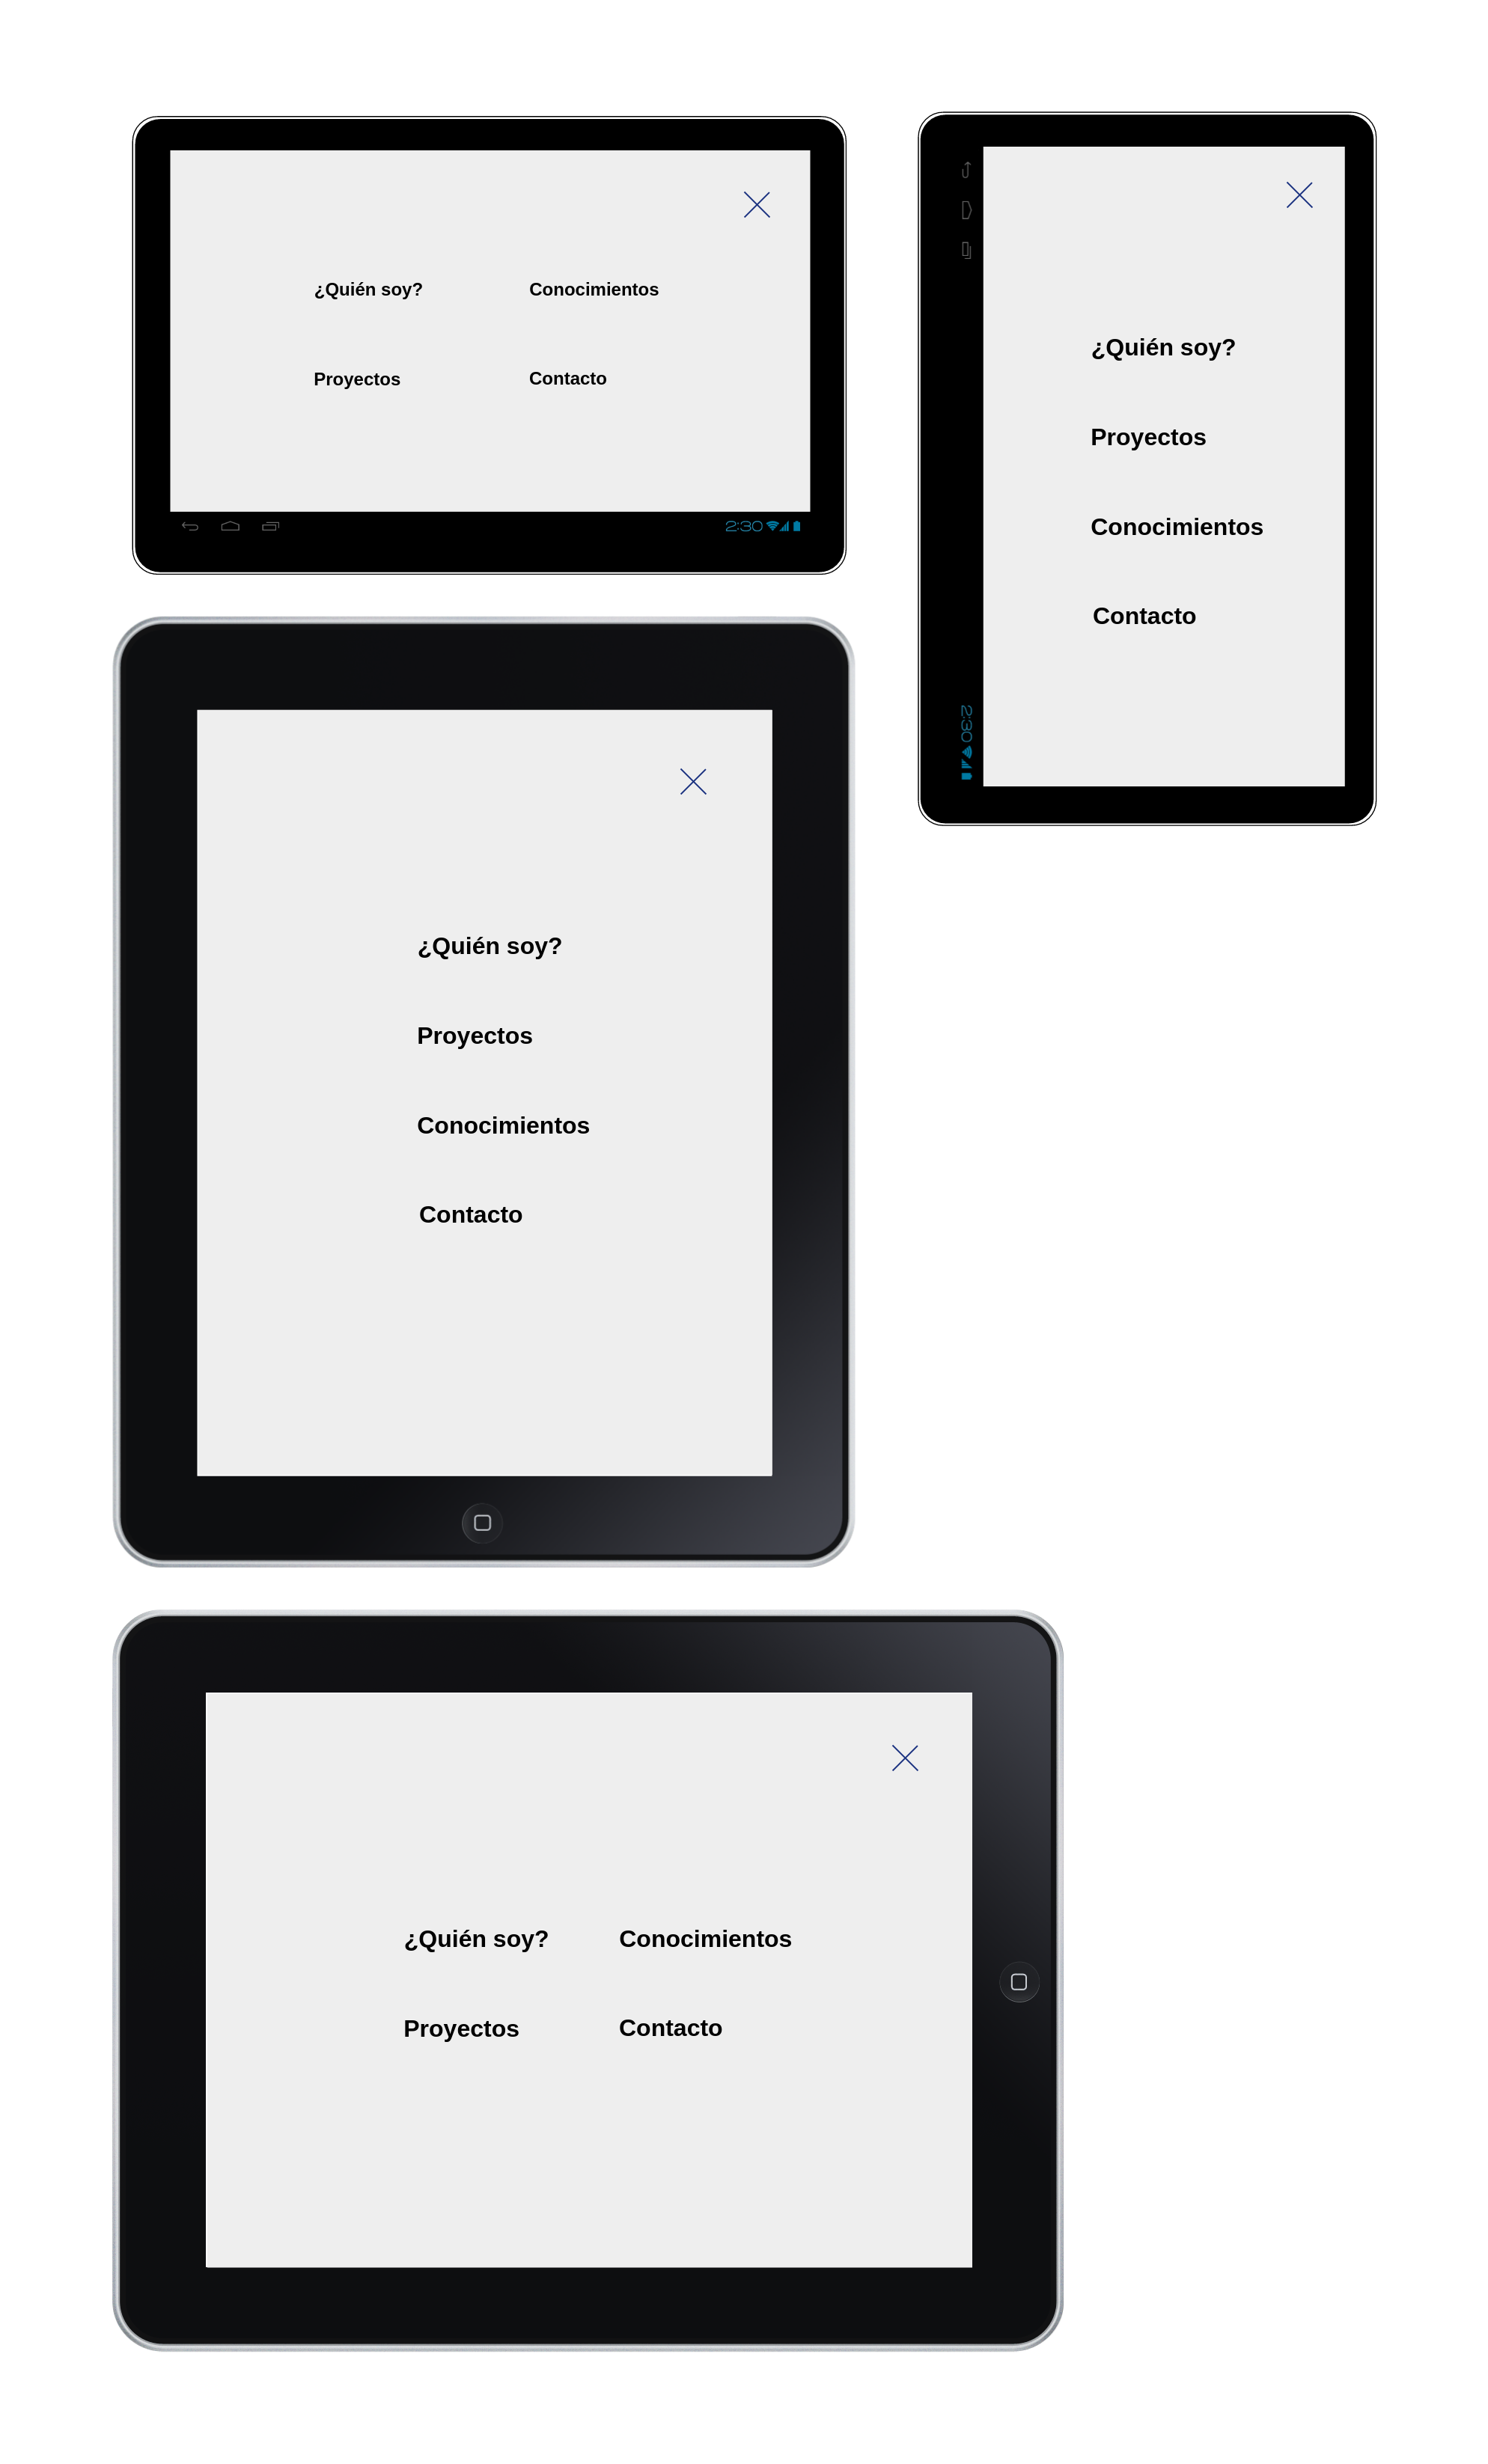 ¿Quién soy? Conocimientos
Proyectos Contacto
2:30
¿Quién soy?
Proyectos
Conocimientos
Contacto
2:30
¿Quién soy?
Proyectos
Conocimientos
Contacto
¿Quién soy? Conocimientos
Proyectos Contacto